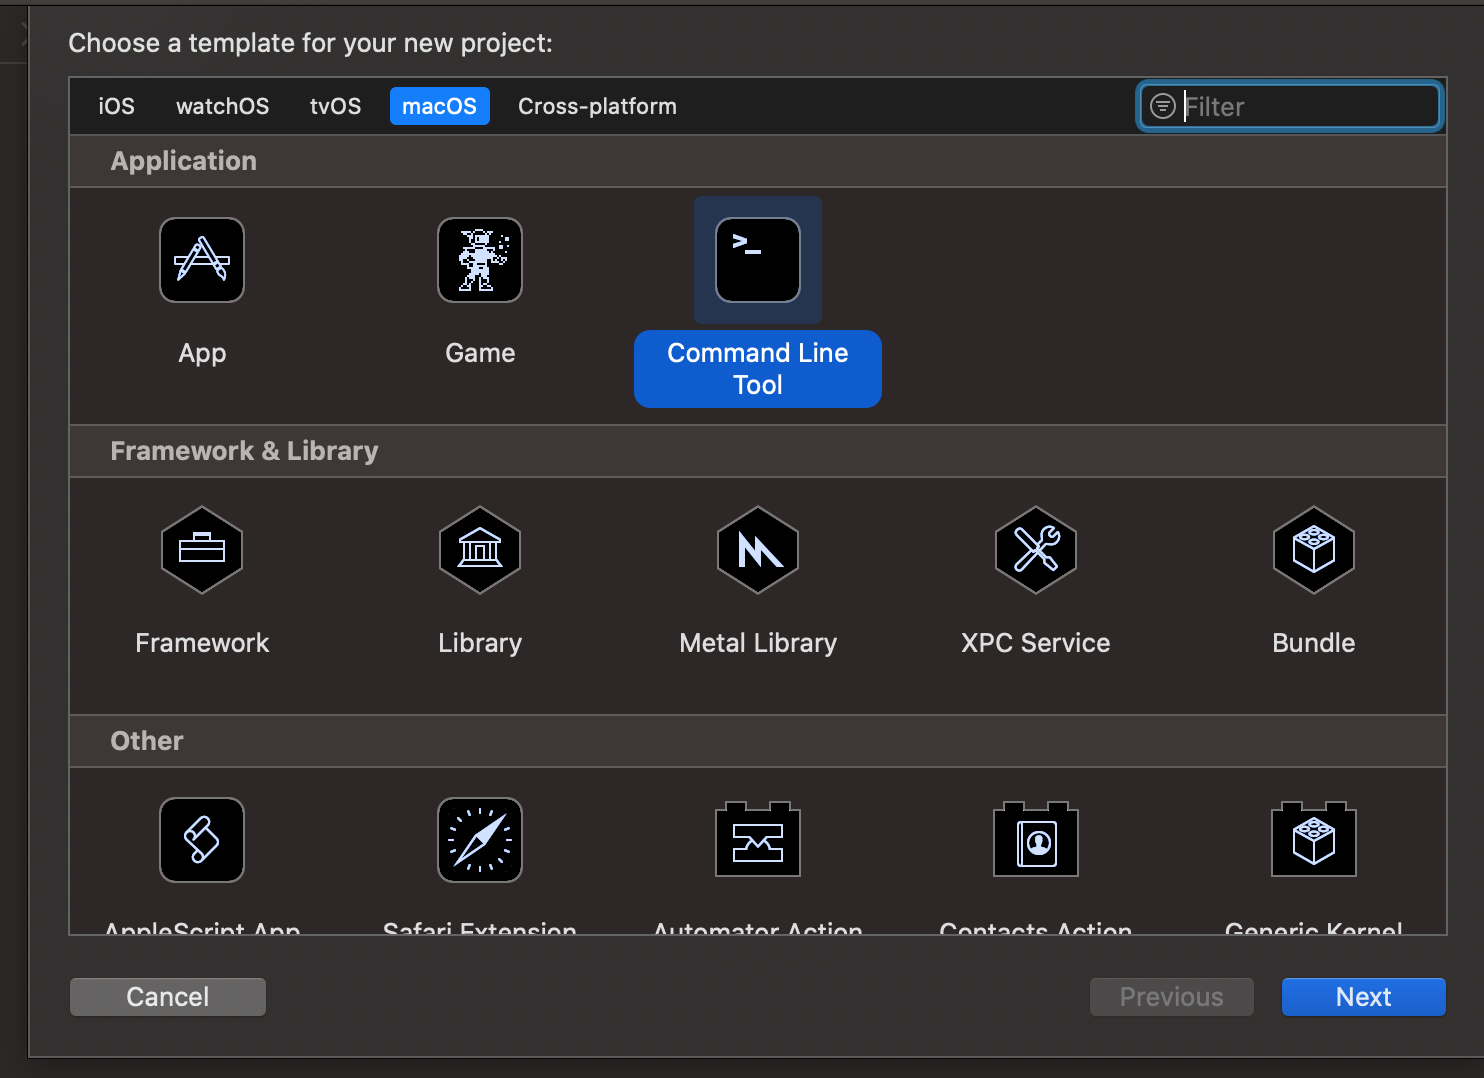 Choose a template for your new project:
iOS watchOS tvOS macOS Cross-platform Filter
Application
>_
App Game Command Line
Tool
Framework & Library
Framework Library Metal Library XPC Service Bundle
Other
AppleScript App Safari Extension Automator Action Contacts Action Generic Kernel
Cancel Previous Next